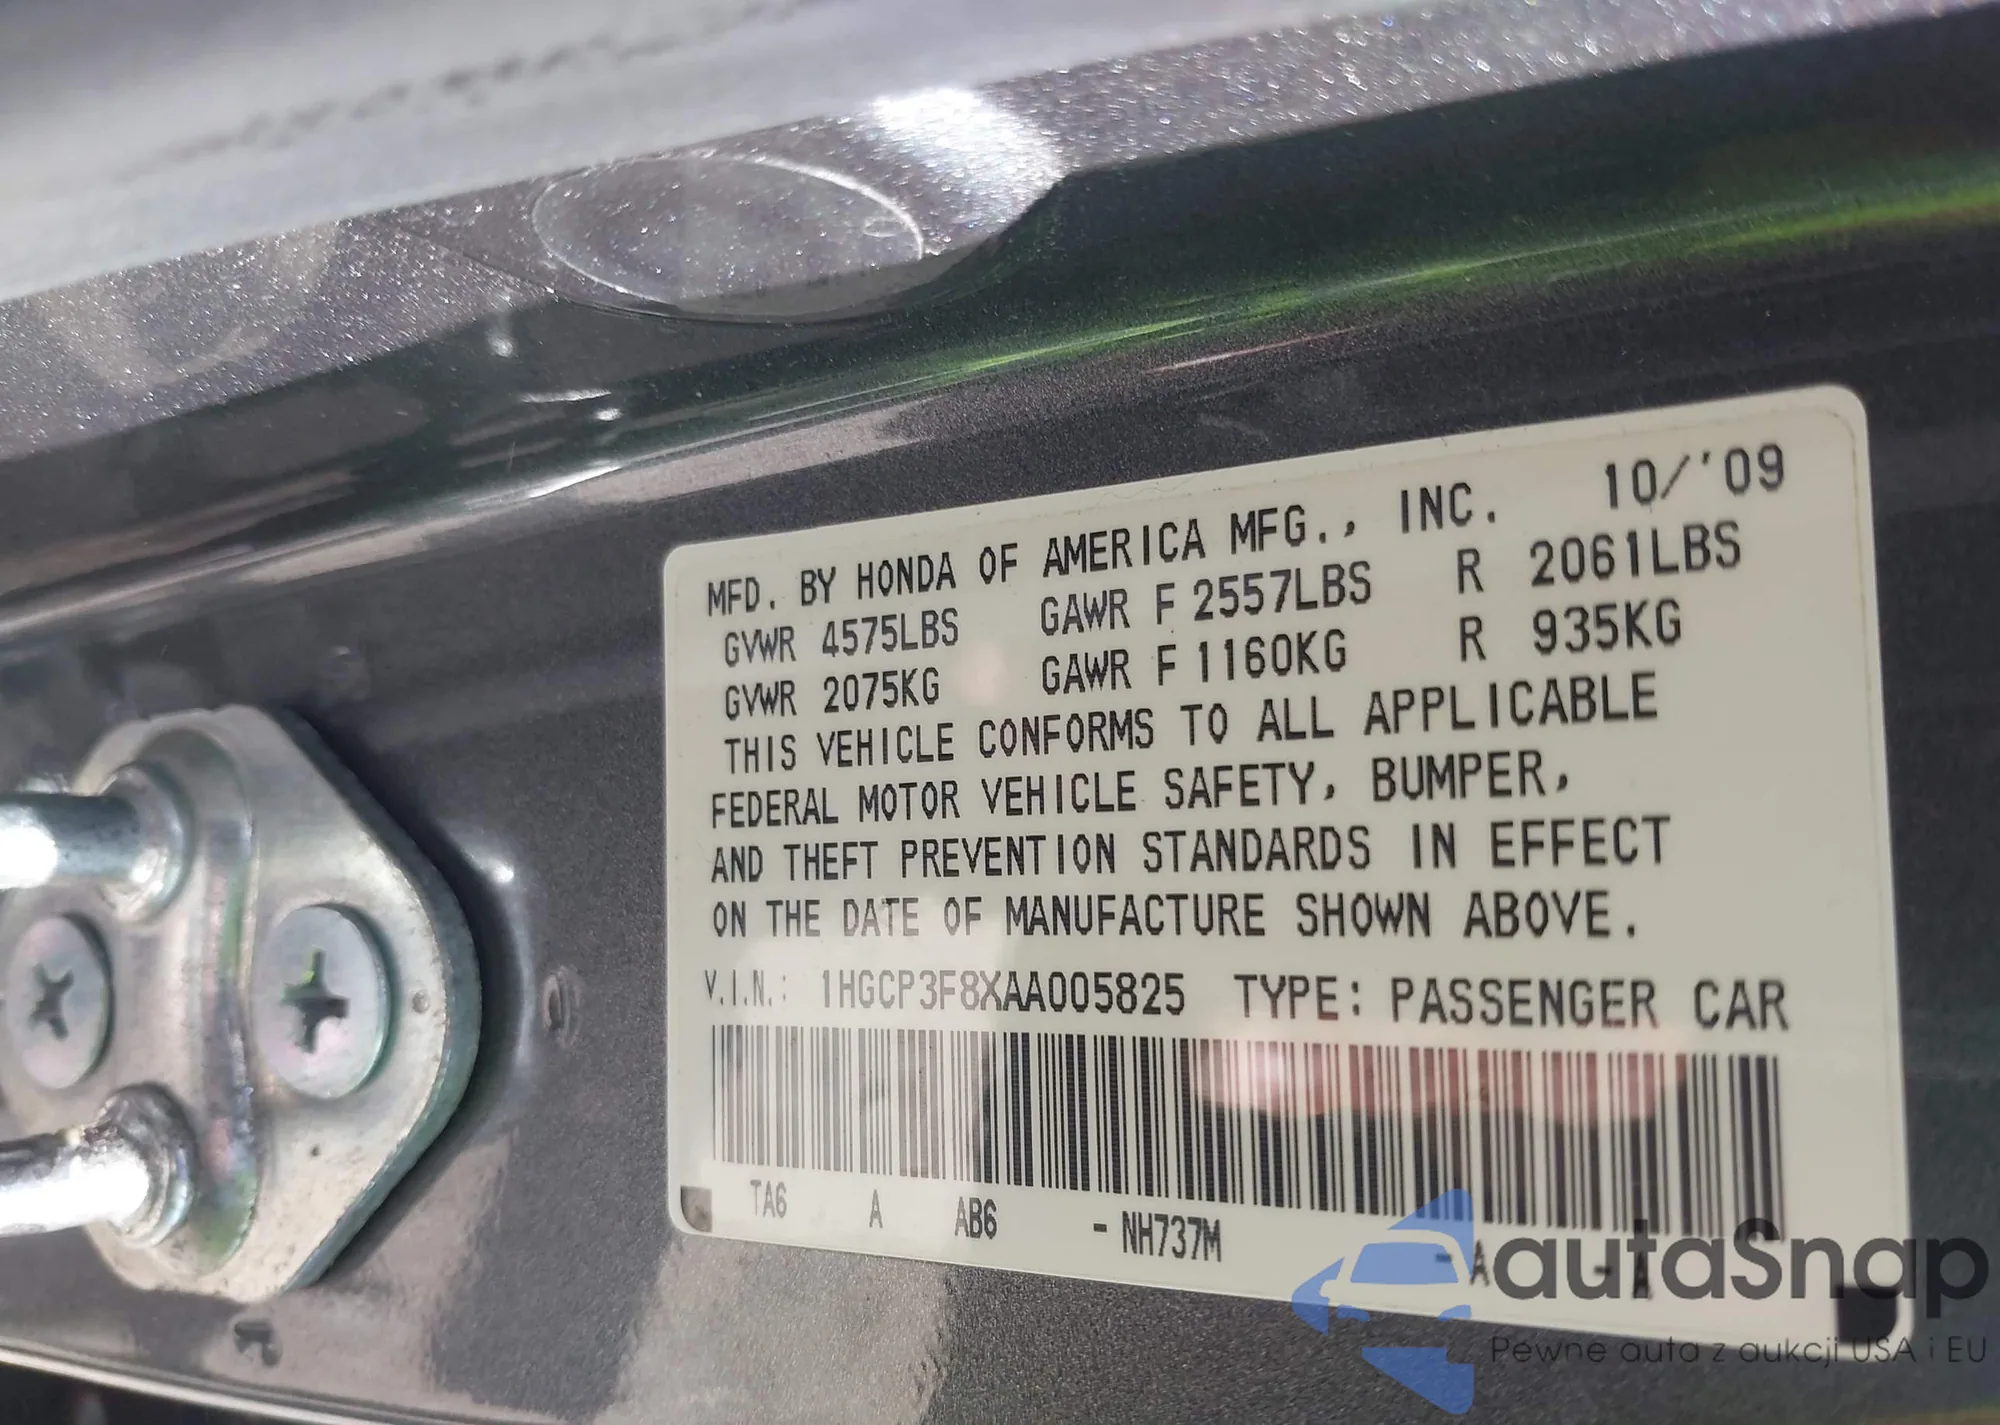 MFD. BY HONDA OF AMERICA MFG., INC. 10/'09
GVWR 4575LBS GAWR F 2557LBS R 2061LBS
GVWR 2075KG GAWR F 1160KG R 935KG
THIS VEHICLE CONFORMS TO ALL APPLICABLE
FEDERAL MOTOR VEHICLE SAFETY, BUMPER,
AND THEFT PREVENTION STANDARDS IN EFFECT
ON THE DATE OF MANUFACTURE SHOWN ABOVE.
V.I.N.: 1HGCP3F8XAA005825 TYPE: PASSENGER CAR
TA6 A AB6 - NH737M - A - A
autaSnap
Pewne auta z aukcji USA i EU